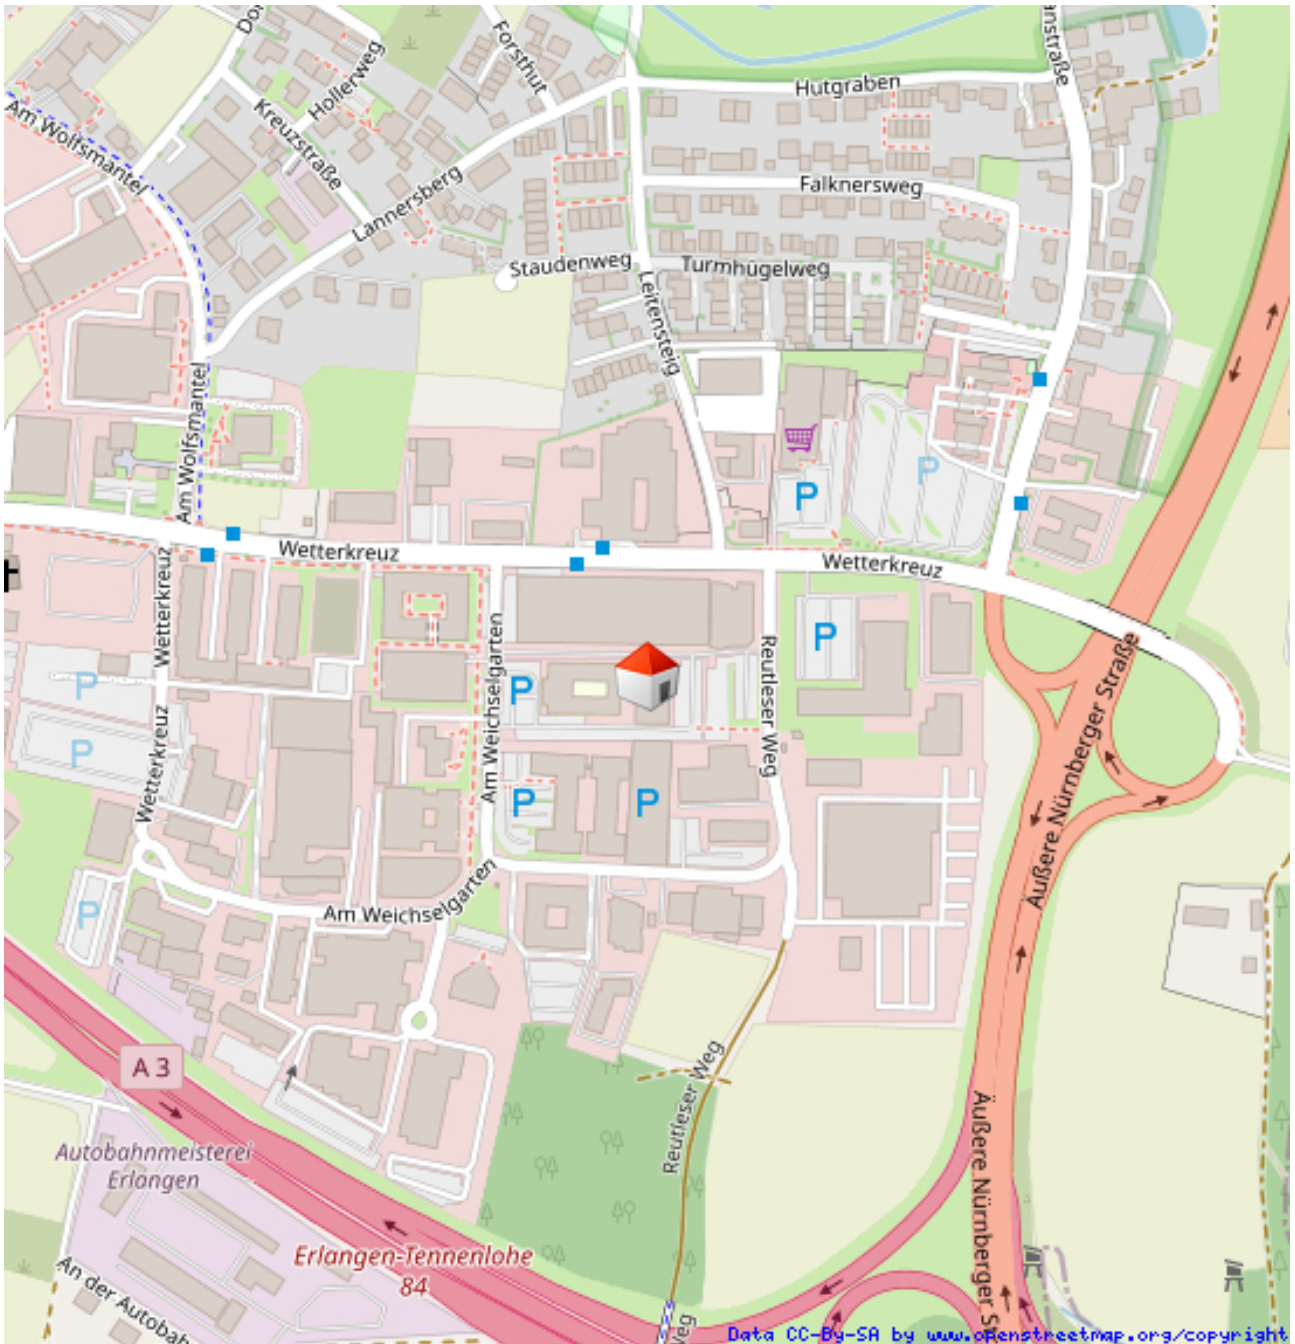 Forsthut
Hollerweg
Hutgraben
Am Wolfsmantel
Kreuzstraße
Lannersberg
Falknersweg
Staudenweg
Turmhügelweg
Leitensteig
Am Wolfsmantel
P
P
Wetterkreuz
Wetterkreuz
Wetterkreuz
Am Weichselgarten
Reutleser Weg
P
P
P
Äußere Nürnberger Straße
P
Wetterkreuz
P
P
Am Weichselgarten
P
A 3
Reutleser Weg
Äußere Nürnberger S
Autobahnmeisterei
Erlangen
Erlangen-Tennenlohe
84
An der Autobah
Weg
Data CC-By-SA by www.openstreetmap.org/copyright